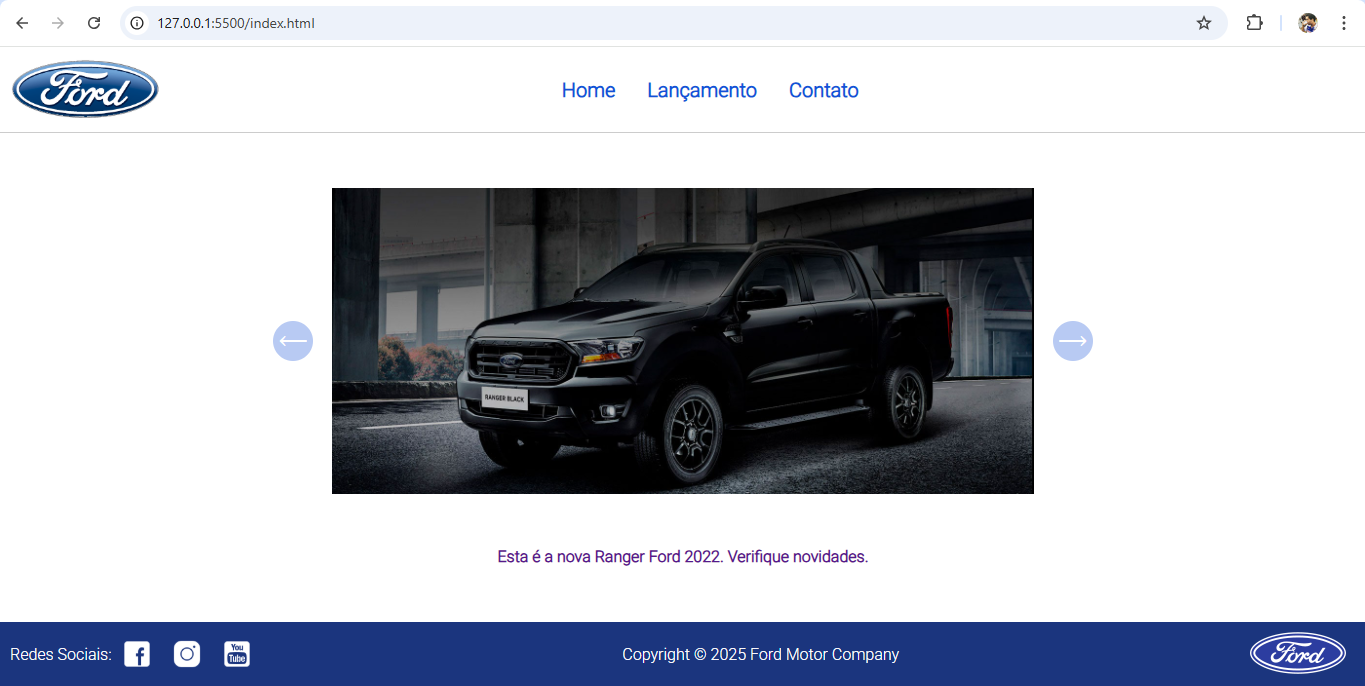 127.0.0.1:5500/index.html
Ford
Home Lançamento Contato
RANGER BLACK
Esta é a nova Ranger Ford 2022. Verifique novidades.
Redes Sociais: f You Tube Copyright © 2025 Ford Motor Company Ford